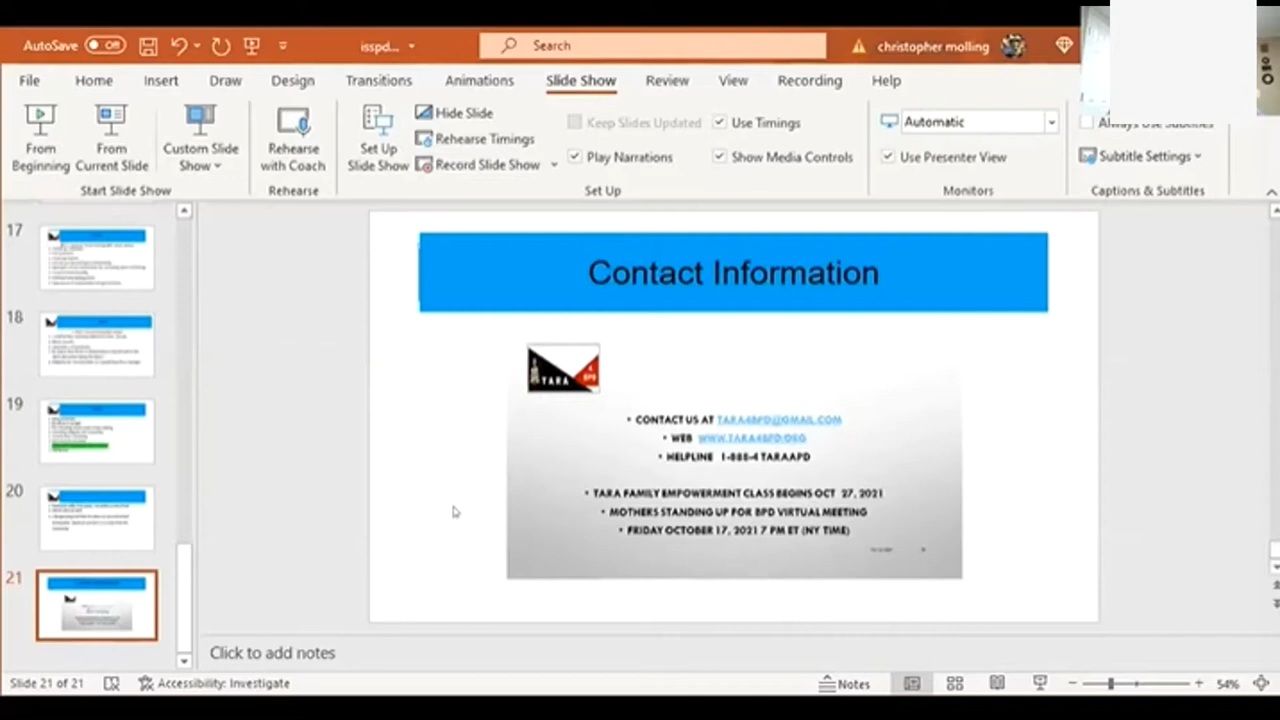 AutoSave Off isspd... Search christopher molling
File Home Insert Draw Design Transitions Animations Slide Show Review View Recording Help
From Beginning
From Current Slide
Custom Slide Show
Rehearse with Coach
Set Up Slide Show
Hide Slide
Rehearse Timings
Record Slide Show
Keep Slides Updated
Play Narrations
Use Timings
Show Media Controls
Automatic
Use Presenter View
Always Use Subtitles
Subtitle Settings
Start Slide Show Rehearse Set Up Monitors Captions & Subtitles
17
18
19
20
21
Contact Information
TARA 4 BPD
• CONTACT US AT TARA4BPD@GMAIL.COM
• WEB WWW.TARA4BPD.ORG
• HELPLINE 1-888-4 TARAAPD
• TARA FAMILY EMPOWERMENT CLASS BEGINS OCT 27, 2021
• MOTHERS STANDING UP FOR BPD VIRTUAL MEETING
• FRIDAY OCTOBER 17, 2021 7 PM ET (NY TIME)
Click to add notes
Slide 21 of 21 Accessibility: Investigate Notes 54%